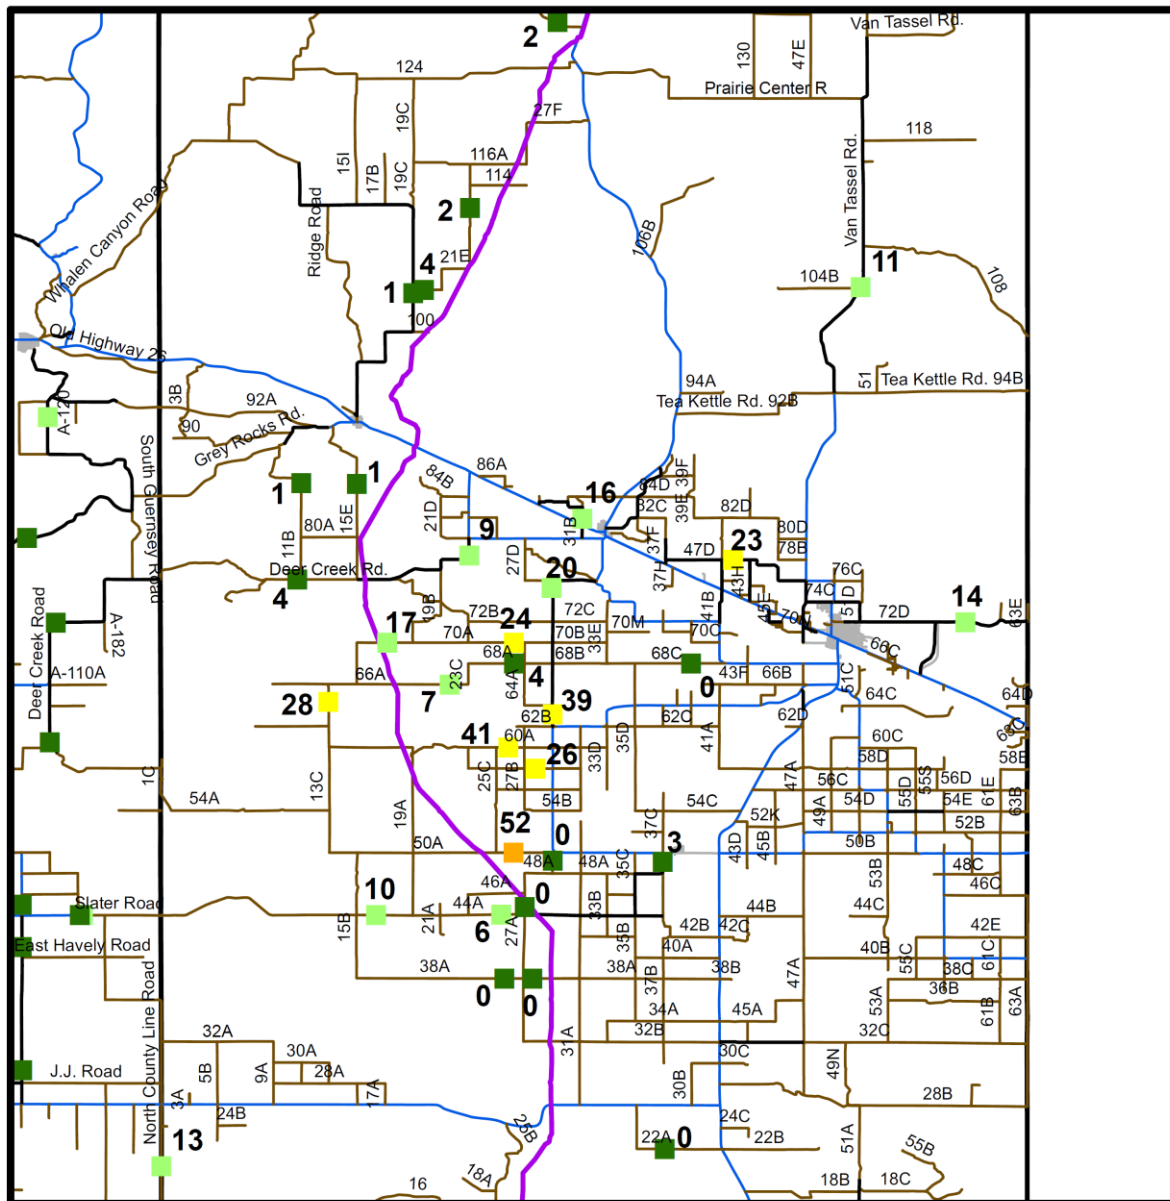 Van Tassel Rd.
2
130
47E
124
Prairie Center R
19C
27F
118
15I
17B
19C
116A
114
Van Tassel Rd.
Whalen Canyon Road
Ridge Road
2
106B
21E
4
1
104B
11
108
100
Old Highway 26
3B
92A
94A
51
Tea Kettle Rd. 94B
Tea Kettle Rd. 92B
A-120
90
Grey Rocks Rd.
South Guernsey Road
84B
86A
84D
39F
39E
1
1
21D
16
31B
82C
82D
37F
80D
78B
11B
80A
15E
9
27D
47D
23
Deer Creek Rd.
4
20
37H
43H
76C
74C
Deer Creek Road
A-182
19B
72B
72C
41B
45E
70N
51D
72D
14
63E
17
70A
24
70B
33E
70M
70C
66C
68A
68B
68C
4
A-110A
66A
23C
64A
7
0
43F
66B
51C
64C
64D
28
39
62B
62C
62D
68C
41
60A
26
33D
35D
41A
60C
58D
58E
1C
13C
25C
27B
47A
56C
55D
55S
56D
61E
63B
54A
19A
54B
54C
49A
54D
54E
52
0
37C
3
52K
52B
50A
48A
48A
35C
43D
45B
50B
53B
48C
46C
46A
0
Slater Road
10
44A
6
33B
44B
44C
15B
21A
27A
35B
42B
42C
42E
East Havely Road
40A
40B
55C
61C
38A
38A
38B
38C
0
0
37B
47A
53A
36B
61B
63A
North County Line Road
34A
45A
32A
31A
32B
32C
30A
30C
J.J. Road
5B
9A
28A
30B
49N
3A
17A
28B
24B
25B
24C
13
22A
0
22B
51A
55B
16
18A
18B
18C